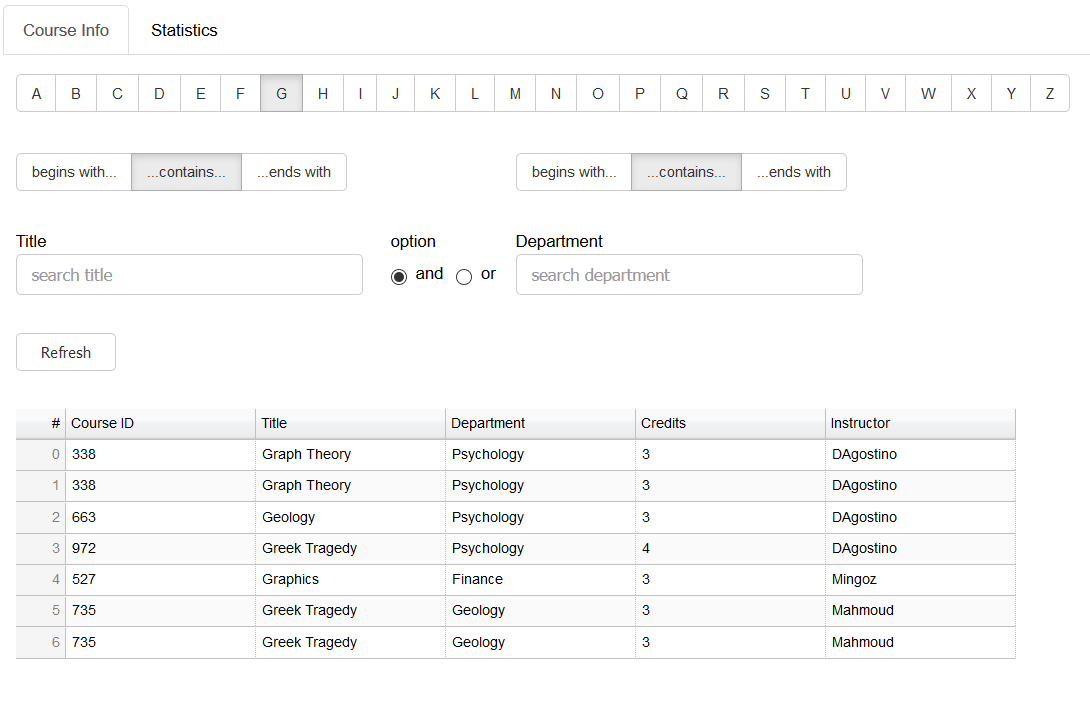 Course Info Statistics
A B C D E F G H I J K L M N O P Q R S T U V W X Y Z
begins with... ...contains... ...ends with begins with... ...contains... ...ends with
Title option Department
search title and or search department
Refresh
# Course ID Title Department Credits Instructor
0 338 Graph Theory Psychology 3 DAgostino
1 338 Graph Theory Psychology 3 DAgostino
2 663 Geology Psychology 3 DAgostino
3 972 Greek Tragedy Psychology 4 DAgostino
4 527 Graphics Finance 3 Mingoz
5 735 Greek Tragedy Geology 3 Mahmoud
6 735 Greek Tragedy Geology 3 Mahmoud